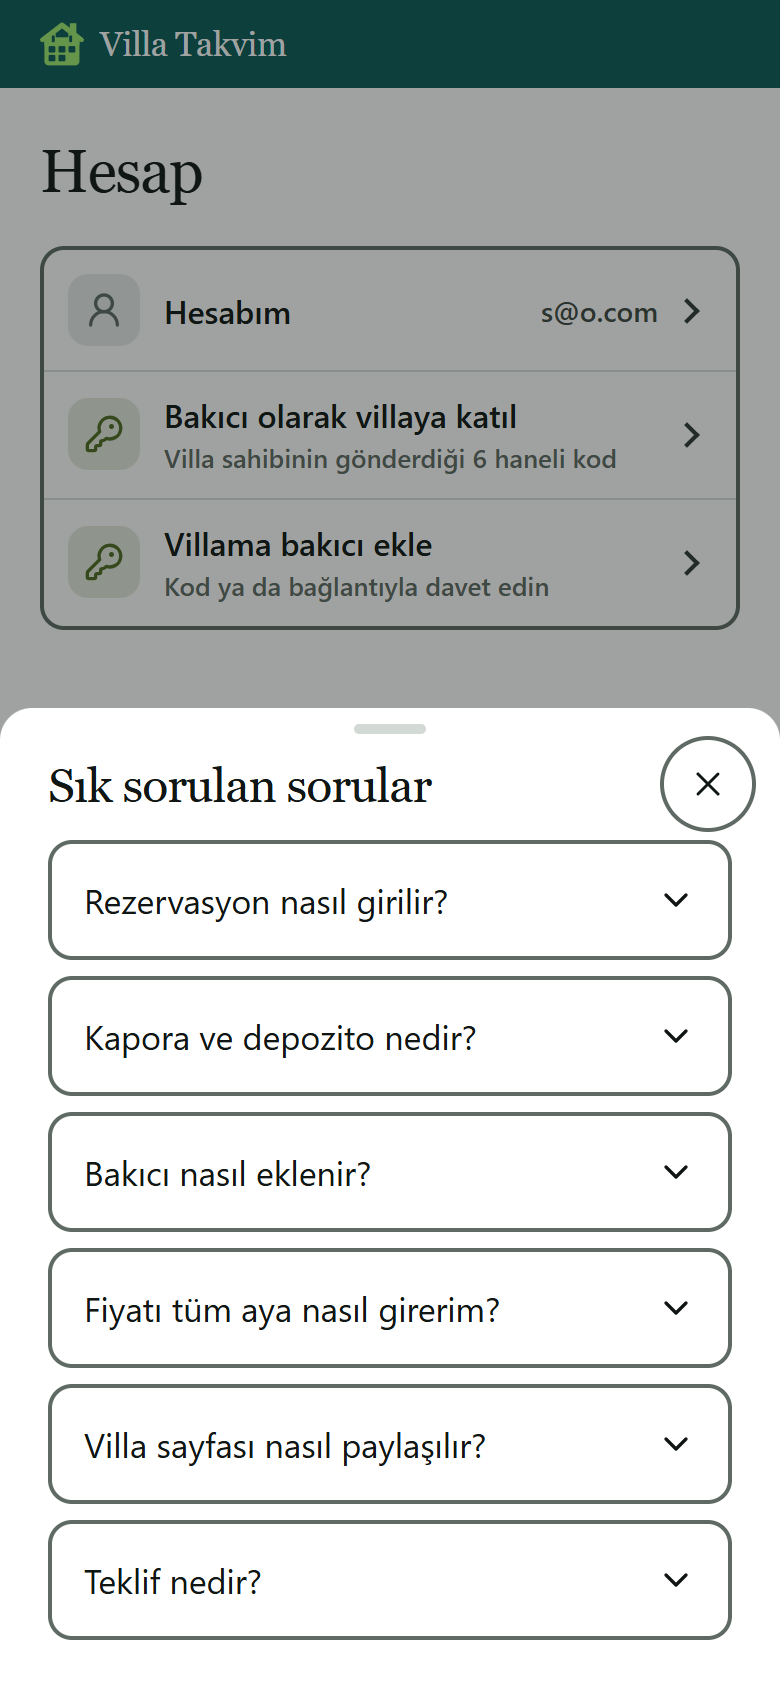 Villa Takvim
Hesap
Hesabım
s@o.com
Bakıcı olarak villaya katıl
Villa sahibinin gönderdiği 6 haneli kod
Villama bakıcı ekle
Kod ya da bağlantıyla davet edin
Sık sorulan sorular
Rezervasyon nasıl girilir?
Kapora ve depozito nedir?
Bakıcı nasıl eklenir?
Fiyatı tüm aya nasıl girerim?
Villa sayfası nasıl paylaşılır?
Teklif nedir?